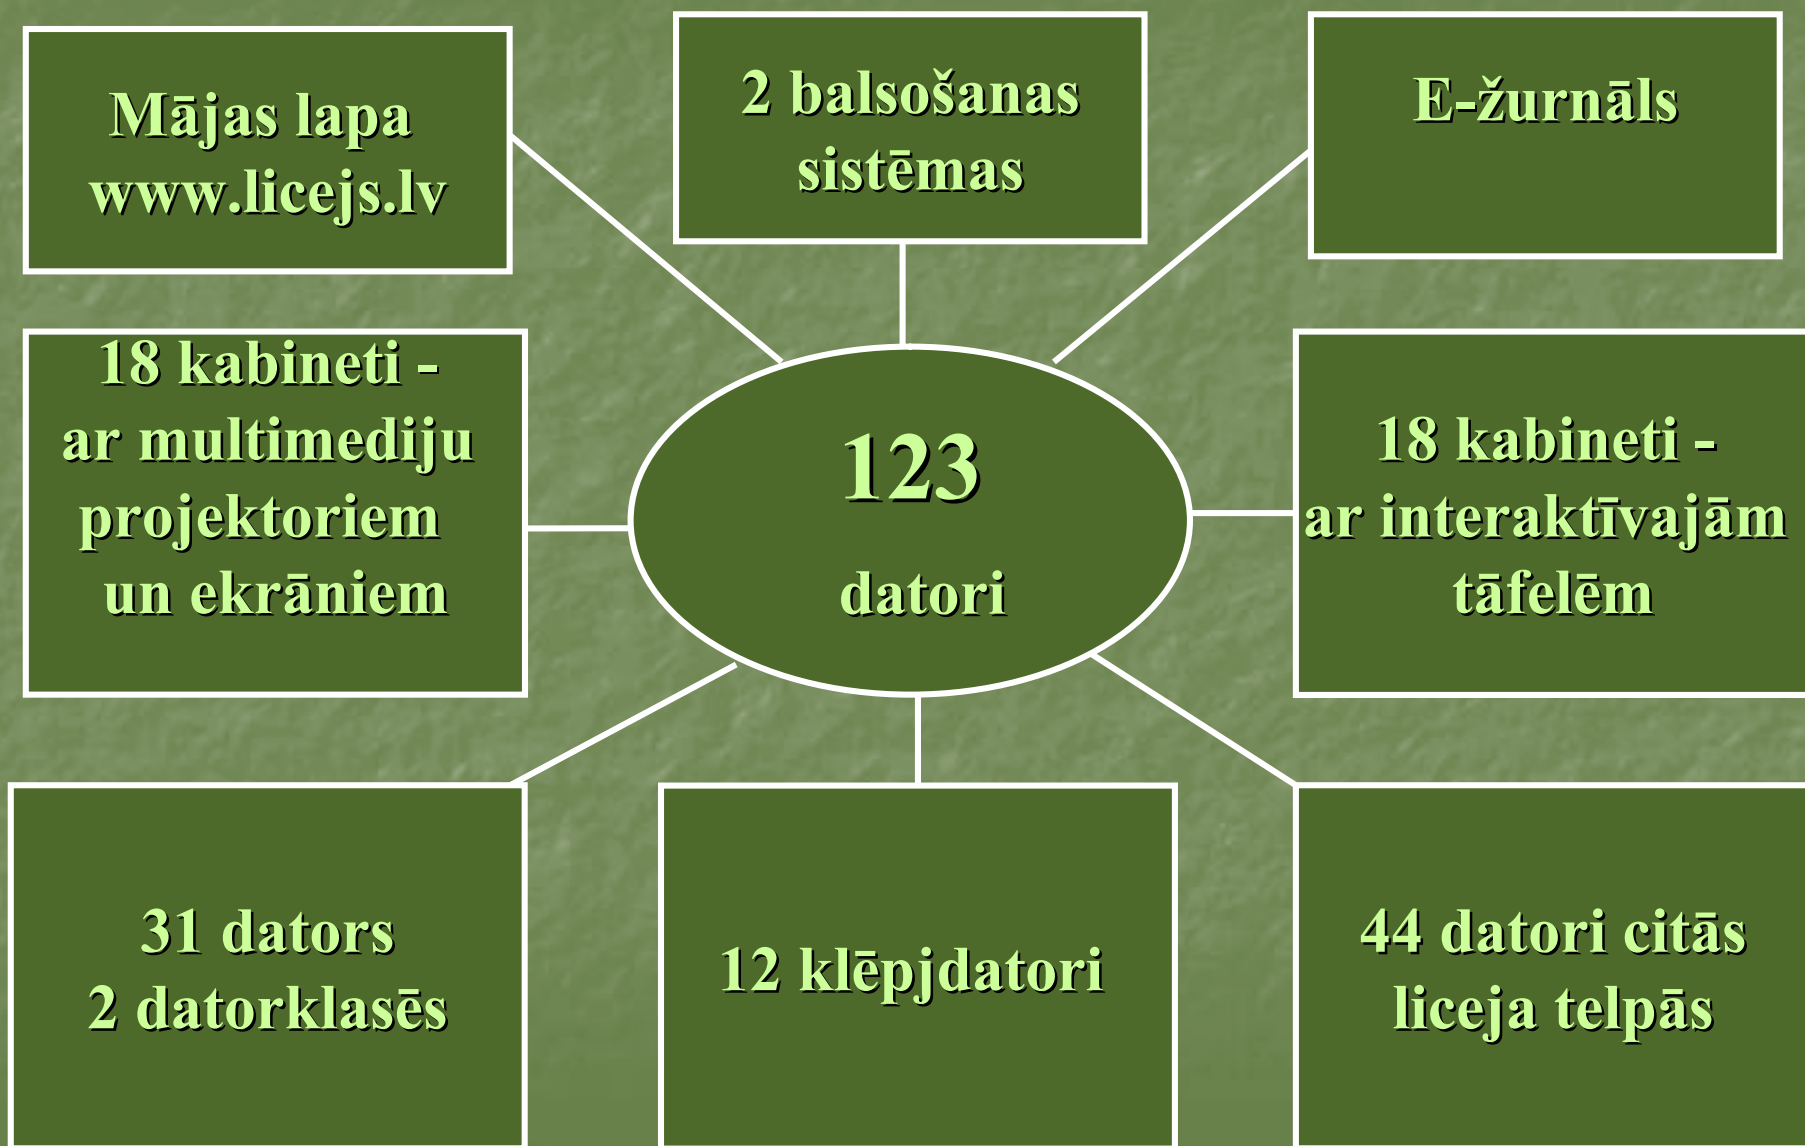 Mājas lapa
www.licejs.lv
2 balsošanas
sistēmas
E-žurnāls
18 kabineti -
ar multimediju
projektoriem
un ekrāniem
123
datori
18 kabineti -
ar interaktīvajām
tāfelēm
31 dators
2 datorklasēs
12 klēpjdatori
44 datori citās
liceja telpās